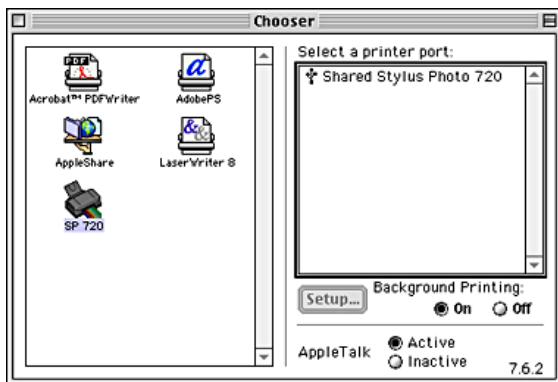 Chooser
PDF
Acrobat™ PDFWriter
a
AdobePS
AppleShare
&&
LaserWriter 8
SP 720
Select a printer port:
Shared Stylus Photo 720
Setup...
Background Printing:
On Off
AppleTalk
Active
Inactive
7.6.2